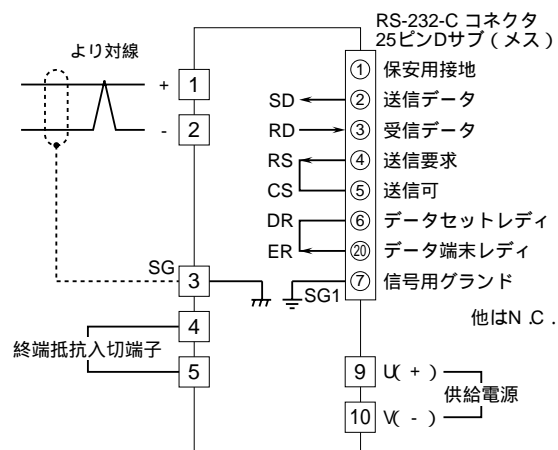 RS-232-C コネクタ
25ピンDサブ（メス）
より対線
+ 1
- 2
① 保安用接地
SD ② 送信データ
RD ③ 受信データ
RS ④ 送信要求
CS ⑤ 送信可
DR ⑥ データセットレディ
ER ⑳ データ端末レディ
SG1 ⑦ 信号用グランド
他はN.C.
SG 3
4
終端抵抗入切端子
5
9 U( + )
供給電源
10 V( - )